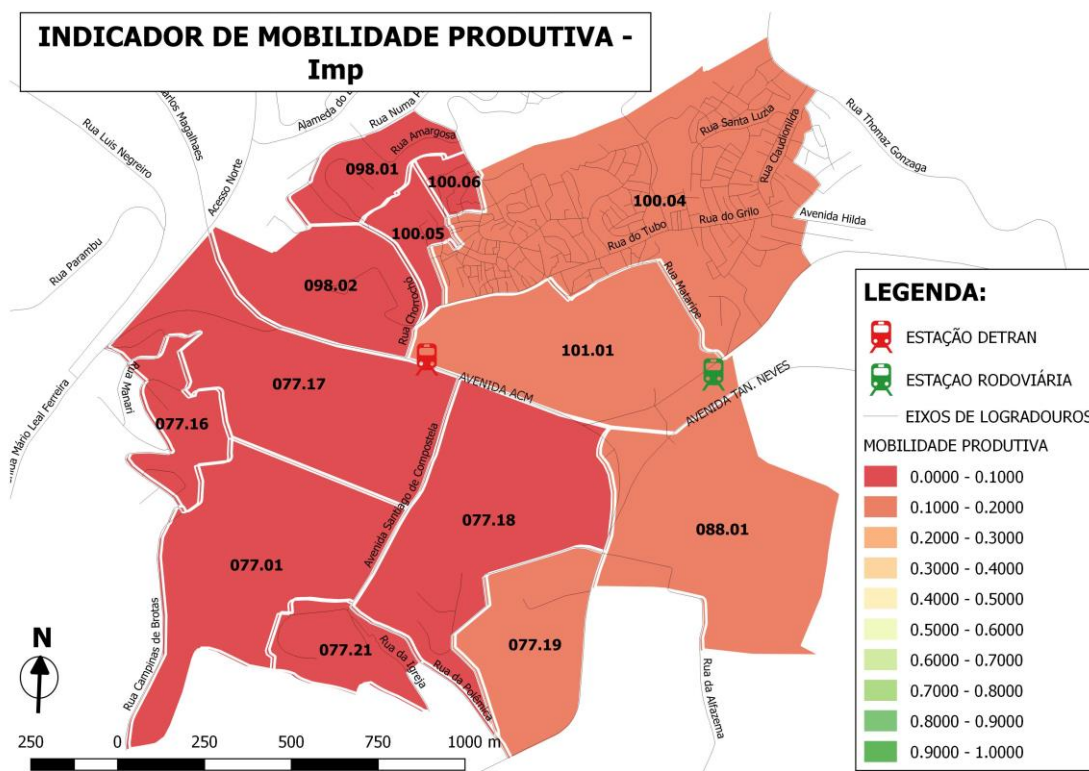 INDICADOR DE MOBILIDADE PRODUTIVA -
Imp
Rua Luis Negreiro
arlos Magalhaes
Acesso Norte
Alameda do
Rua Numa P
Rua Amargosa
098.01
100.06
100.05
Rua Santa Luzia
Rua Claudionilda
Rua Thomaz Gonzaga
100.04
Rua do Grilo
Avenida Hilda
Rua do Tubo
Rua Parambu
098.02
Rua Chorrochó
Rua Mataripe
101.01
077.17
AVENIDA ACM
AVENIDA TAN. NEVES
Rua Manari
077.16
nida Mário Leal Ferreira
Avenida Santiago de Compostela
077.18
088.01
077.01
077.19
077.21
Rua da Igreja
Rua da Polêmica
Rua Campinas de Brotas
Rua da Alfazema
N
250 0 250 500 750 1000 m
LEGENDA:
ESTAÇÃO DETRAN
ESTAÇAO RODOVIÁRIA
EIXOS DE LOGRADOUROS
MOBILIDADE PRODUTIVA
0.0000 - 0.1000
0.1000 - 0.2000
0.2000 - 0.3000
0.3000 - 0.4000
0.4000 - 0.5000
0.5000 - 0.6000
0.6000 - 0.7000
0.7000 - 0.8000
0.8000 - 0.9000
0.9000 - 1.0000